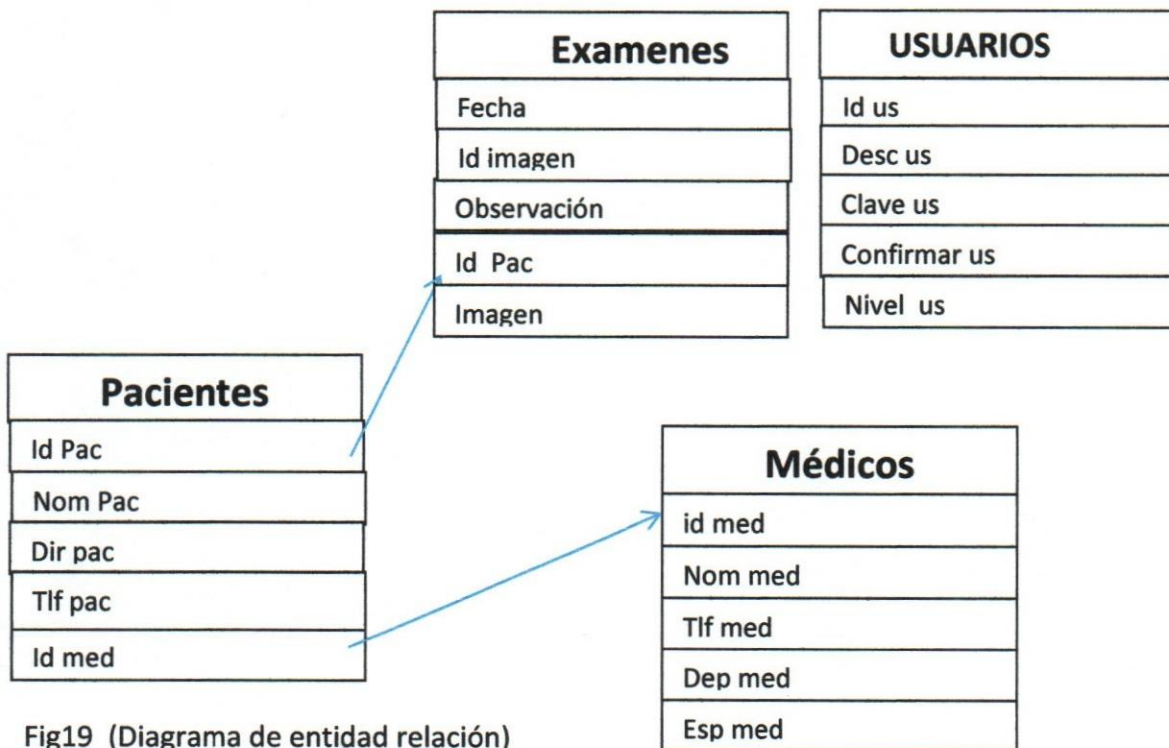 Examenes
Fecha
Id imagen
Observación
Id Pac
Imagen
USUARIOS
Id us
Desc us
Clave us
Confirmar us
Nivel us
Pacientes
Id Pac
Nom Pac
Dir pac
Tlf pac
Id med
Médicos
id med
Nom med
Tlf med
Dep med
Esp med
Fig19 (Diagrama de entidad relación)